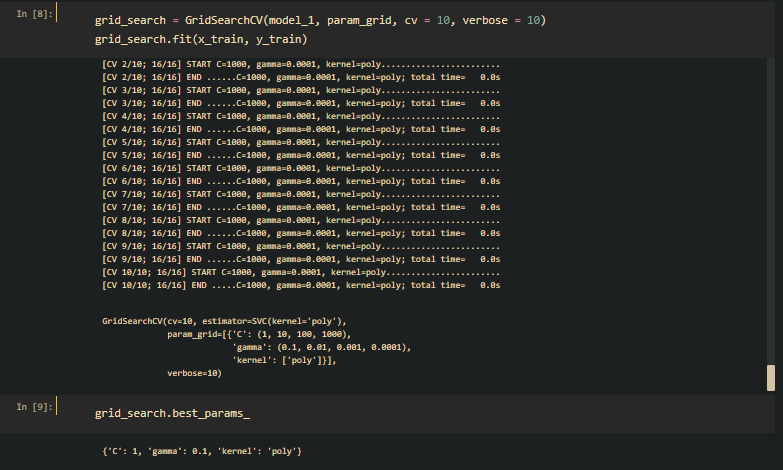 In [8]:
grid_search = GridSearchCV(model_1, param_grid, cv = 10, verbose = 10)
grid_search.fit(x_train, y_train)
[CV 2/10; 16/16] START C=1000, gamma=0.0001, kernel=poly........................
[CV 2/10; 16/16] END ......C=1000, gamma=0.0001, kernel=poly; total time=   0.0s
[CV 3/10; 16/16] START C=1000, gamma=0.0001, kernel=poly........................
[CV 3/10; 16/16] END ......C=1000, gamma=0.0001, kernel=poly; total time=   0.0s
[CV 4/10; 16/16] START C=1000, gamma=0.0001, kernel=poly........................
[CV 4/10; 16/16] END ......C=1000, gamma=0.0001, kernel=poly; total time=   0.0s
[CV 5/10; 16/16] START C=1000, gamma=0.0001, kernel=poly........................
[CV 5/10; 16/16] END ......C=1000, gamma=0.0001, kernel=poly; total time=   0.0s
[CV 6/10; 16/16] START C=1000, gamma=0.0001, kernel=poly........................
[CV 6/10; 16/16] END ......C=1000, gamma=0.0001, kernel=poly; total time=   0.0s
[CV 7/10; 16/16] START C=1000, gamma=0.0001, kernel=poly........................
[CV 7/10; 16/16] END ......C=1000, gamma=0.0001, kernel=poly; total time=   0.0s
[CV 8/10; 16/16] START C=1000, gamma=0.0001, kernel=poly........................
[CV 8/10; 16/16] END ......C=1000, gamma=0.0001, kernel=poly; total time=   0.0s
[CV 9/10; 16/16] START C=1000, gamma=0.0001, kernel=poly........................
[CV 9/10; 16/16] END ......C=1000, gamma=0.0001, kernel=poly; total time=   0.0s
[CV 10/10; 16/16] START C=1000, gamma=0.0001, kernel=poly.......................
[CV 10/10; 16/16] END .....C=1000, gamma=0.0001, kernel=poly; total time=   0.0s
GridSearchCV(cv=10, estimator=SVC(kernel='poly'),
             param_grid=[{'C': (1, 10, 100, 1000),
                          'gamma': (0.1, 0.01, 0.001, 0.0001),
                          'kernel': ['poly']}],
             verbose=10)
In [9]:
grid_search.best_params_
{'C': 1, 'gamma': 0.1, 'kernel': 'poly'}